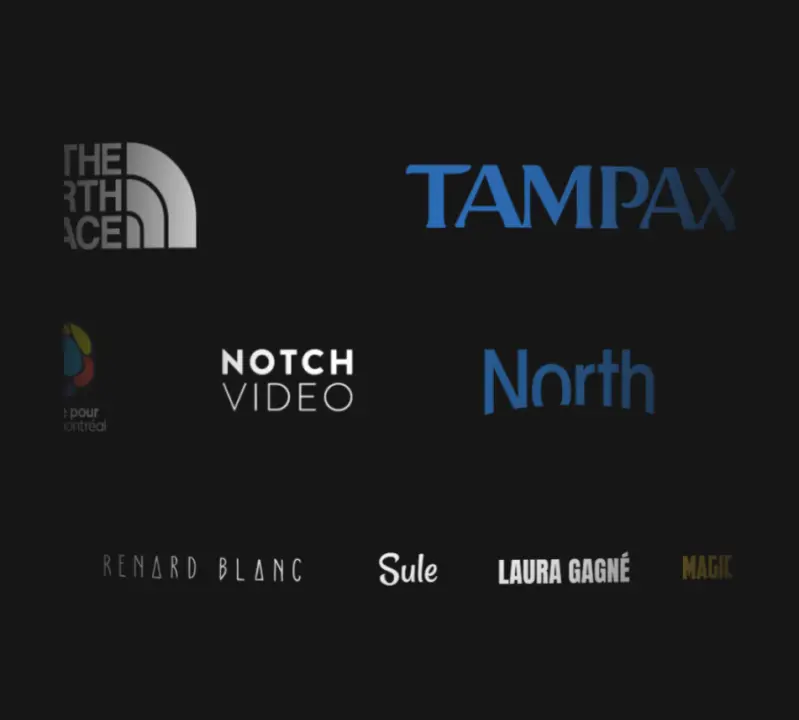 THE
RTH
ACE
TAMPAX
e pour
ontréal
NOTCH
VIDEO
North
RENARD BLANC
Sule
LAURA GAGNÉ
MAGIC